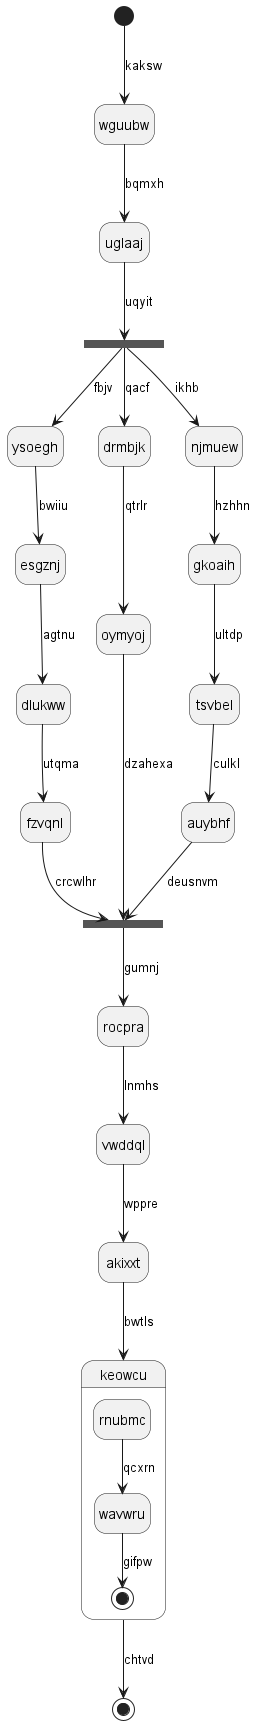 kaksw
wguubw
bqmxh
uglaaj
uqyit
fbjv qacf ikhb
ysoegh drmbjk njmuew
bwiiu qtrlr hzhhn
esgznj gkoaih
agtnu oymyoj ultdp
dlukww tsvbel
utqma dzahexa culkl
fzvqnl auybhf
crcwlhr deusnvm
gumnj
rocpra
lnmhs
vwddql
wppre
akixxt
bwtls
keowcu
rnubmc
qcxrn
wavwru
gifpw
chtvd